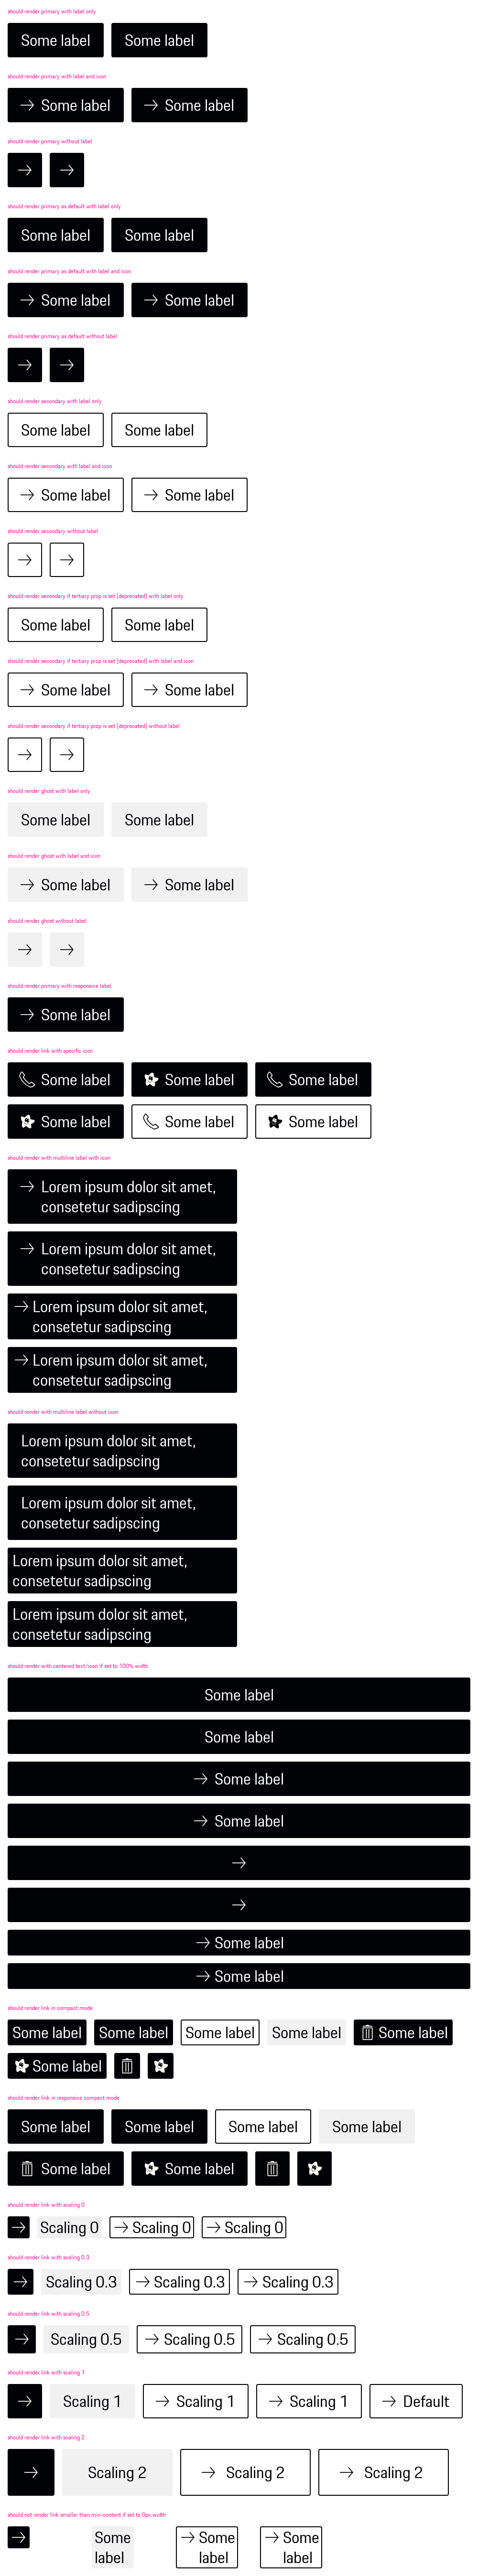 should render primary with label only
Some label Some label
should render primary with label and icon
Some label Some label
should render primary without label
should render primary as default with label only
Some label Some label
should render primary as default with label and icon
Some label Some label
should render primary as default without label
should render secondary with label only
Some label Some label
should render secondary with label and icon
Some label Some label
should render secondary without label
should render secondary if tertiary prop is set (deprecated) with label only
Some label Some label
should render secondary if tertiary prop is set (deprecated) with label and icon
Some label Some label
should render secondary if tertiary prop is set (deprecated) without label
should render ghost with label only
Some label Some label
should render ghost with label and icon
Some label Some label
should render ghost without label
should render primary with responsive label
Some label
should render link with specific icon
Some label Some label Some label
Some label Some label Some label
should render with multiline label with icon
Lorem ipsum dolor sit amet,
consetetur sadipscing
Lorem ipsum dolor sit amet,
consetetur sadipscing
Lorem ipsum dolor sit amet,
consetetur sadipscing
Lorem ipsum dolor sit amet,
consetetur sadipscing
should render with multiline label without icon
Lorem ipsum dolor sit amet,
consetetur sadipscing
Lorem ipsum dolor sit amet,
consetetur sadipscing
Lorem ipsum dolor sit amet,
consetetur sadipscing
Lorem ipsum dolor sit amet,
consetetur sadipscing
should render with centered text/icon if set to 100% width
Some label
Some label
Some label
Some label
Some label
Some label
should render link in compact mode
Some label Some label Some label Some label Some label
Some label
should render link in responsive compact mode
Some label Some label Some label Some label
Some label Some label
should render link with scaling 0
Scaling 0 Scaling 0 Scaling 0
should render link with scaling 0.3
Scaling 0.3 Scaling 0.3 Scaling 0.3
should render link with scaling 0.5
Scaling 0.5 Scaling 0.5 Scaling 0.5
should render link with scaling 1
Scaling 1 Scaling 1 Scaling 1 Default
should render link with scaling 2
Scaling 2 Scaling 2 Scaling 2
should not render link smaller than min-content if set to 0px width
Some Some Some
label label label